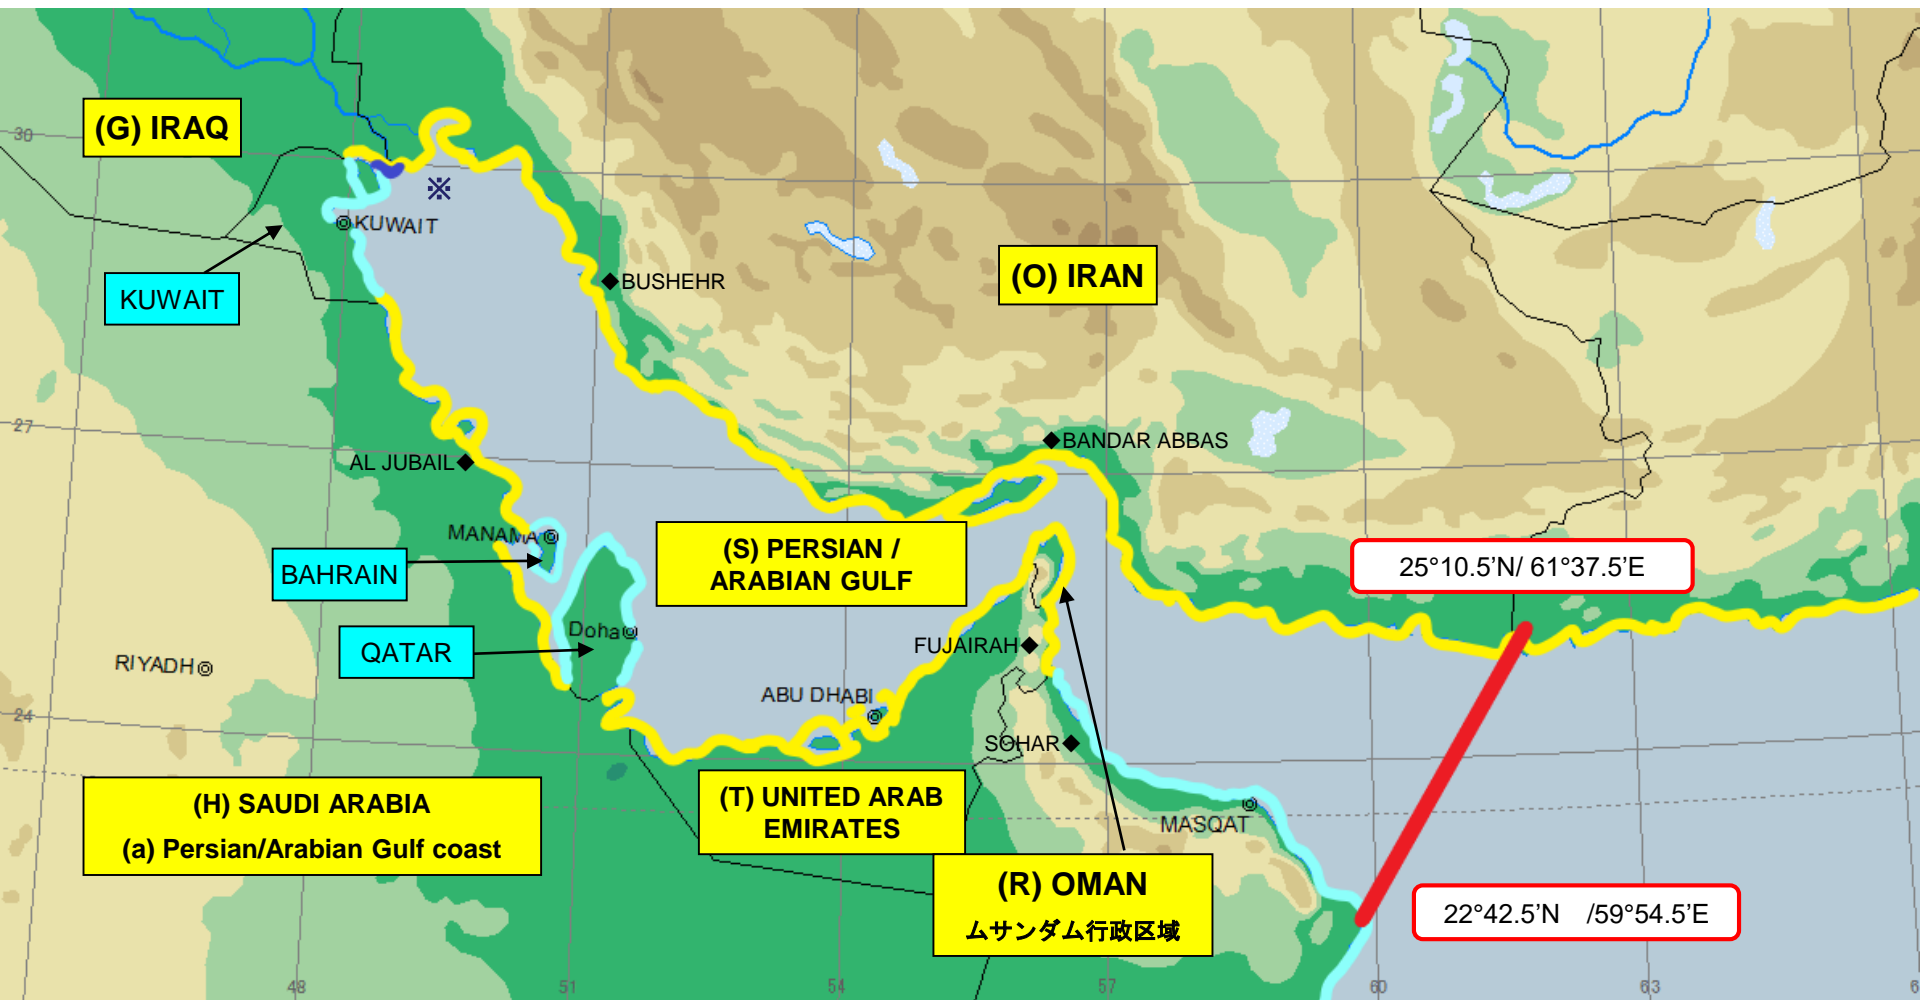 (G) IRAQ
30
※
KUWAIT
KUWAIT
BUSHEHR
(O) IRAN
27
AL JUBAIL
BANDAR ABBAS
MANAMA
BAHRAIN
(S) PERSIAN /
ARABIAN GULF
25°10.5’N/ 61°37.5’E
Doha
QATAR
RIYADH
FUJAIRAH
ABU DHABI
24
SOHAR
(H) SAUDI ARABIA
(a) Persian/Arabian Gulf coast
(T) UNITED ARAB
EMIRATES
MASQAT
(R) OMAN
ムサンダム行政区域
22°42.5’N /59°54.5’E
48
51
54
57
60
63
6